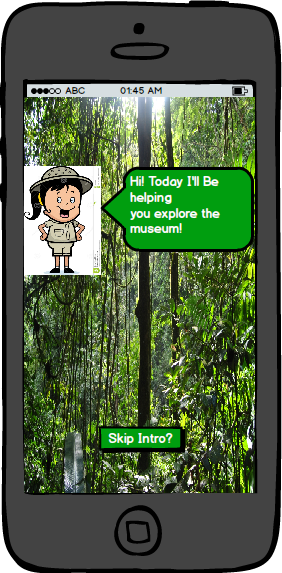 ABC 01:45 AM
Hi! Today I'll Be
helping
you explore the
museum!
Skip Intro?